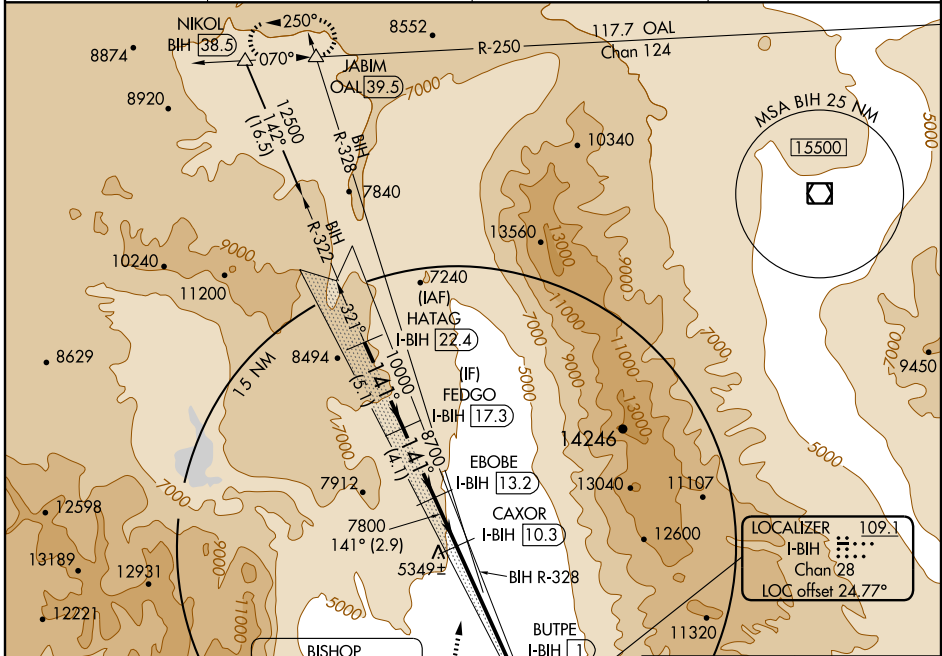 NIKOL
BIH 38.5
250°
070°
8552
R-250
117.7 OAL
Chan 124
8874
JABIM
OAL 39.5
7000
8920
12500
142°
(16.5)
BIH
R-328
5000
MSA BIH 25 NM
15500
10340
7840
13560
13000
9000
BIH
R-322
9000
10240
11200
7240
(IAF)
HATAG
I-BIH 22.4
321°
10000
141°
(5.1)
8494
8629
15 NM
7000
11000
9000
11000
7000
7000
9450
(IF)
FEDGO
I-BIH 17.3
5000
13000
8700
141°
(4.1)
7000
14246
5000
EBOBE
I-BIH 13.2
7912
7000
13040
11107
12598
CAXOR
I-BIH 10.3
7800
141° (2.9)
12600
LOCALIZER 109.1
I-BIH
Chan 28
LOC offset 24.77°
13189
12931
9000
5349±
BIH R-328
12221
11000
5000
11320
BUTPE
I-BIH 1
BISHOP